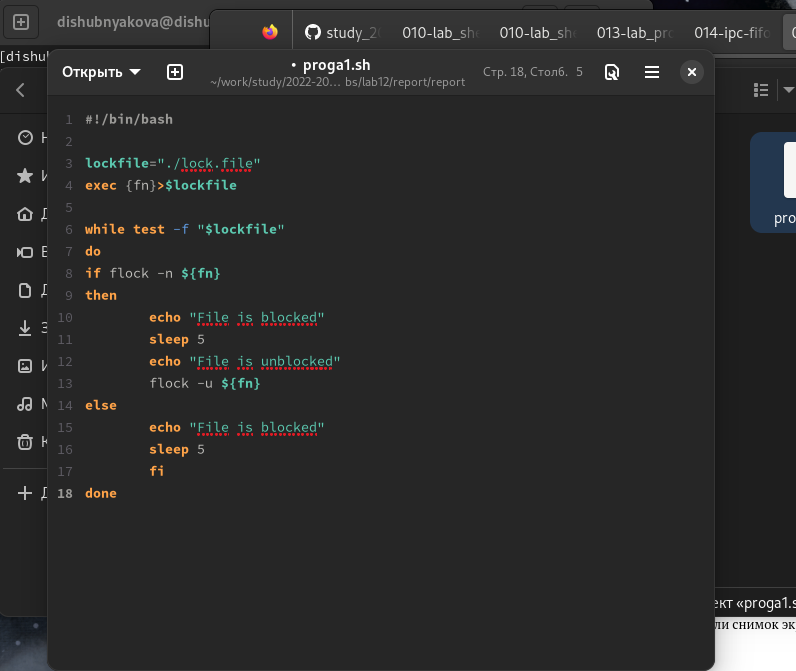 dishubnyakova@dishu
study_20
010-lab_she
010-lab_she
013-lab_pro
014-ipc-fifo
[dishub
Открыть
• proga1.sh
~/work/study/2022-20… bs/lab12/report/report
Стр. 18, Столб. 5
1 #!/bin/bash
2
3 lockfile="./lock.file"
4 exec {fn}>$lockfile
5
6 while test -f "$lockfile"
7 do
8 if flock -n ${fn}
9 then
10 echo "File is blocked"
11 sleep 5
12 echo "File is unblocked"
13 flock -u ${fn}
14 else
15 echo "File is blocked"
16 sleep 5
17 fi
18 done
pro
ект «proga1.s
ли снимок эк